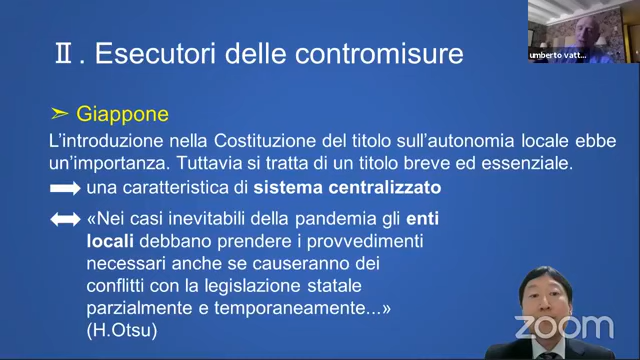 umberto vatt...
Ⅱ. Esecutori delle contromisure
➣ Giappone
L'introduzione nella Costituzione del titolo sull'autonomia locale ebbe
un'importanza. Tuttavia si tratta di un titolo breve ed essenziale.
una caratteristica di sistema centralizzato
«Nei casi inevitabili della pandemia gli enti
locali debbano prendere i provvedimenti
necessari anche se causeranno dei
conflitti con la legislazione statale
parzialmente e temporaneamente...»
(H.Otsu)
zoom